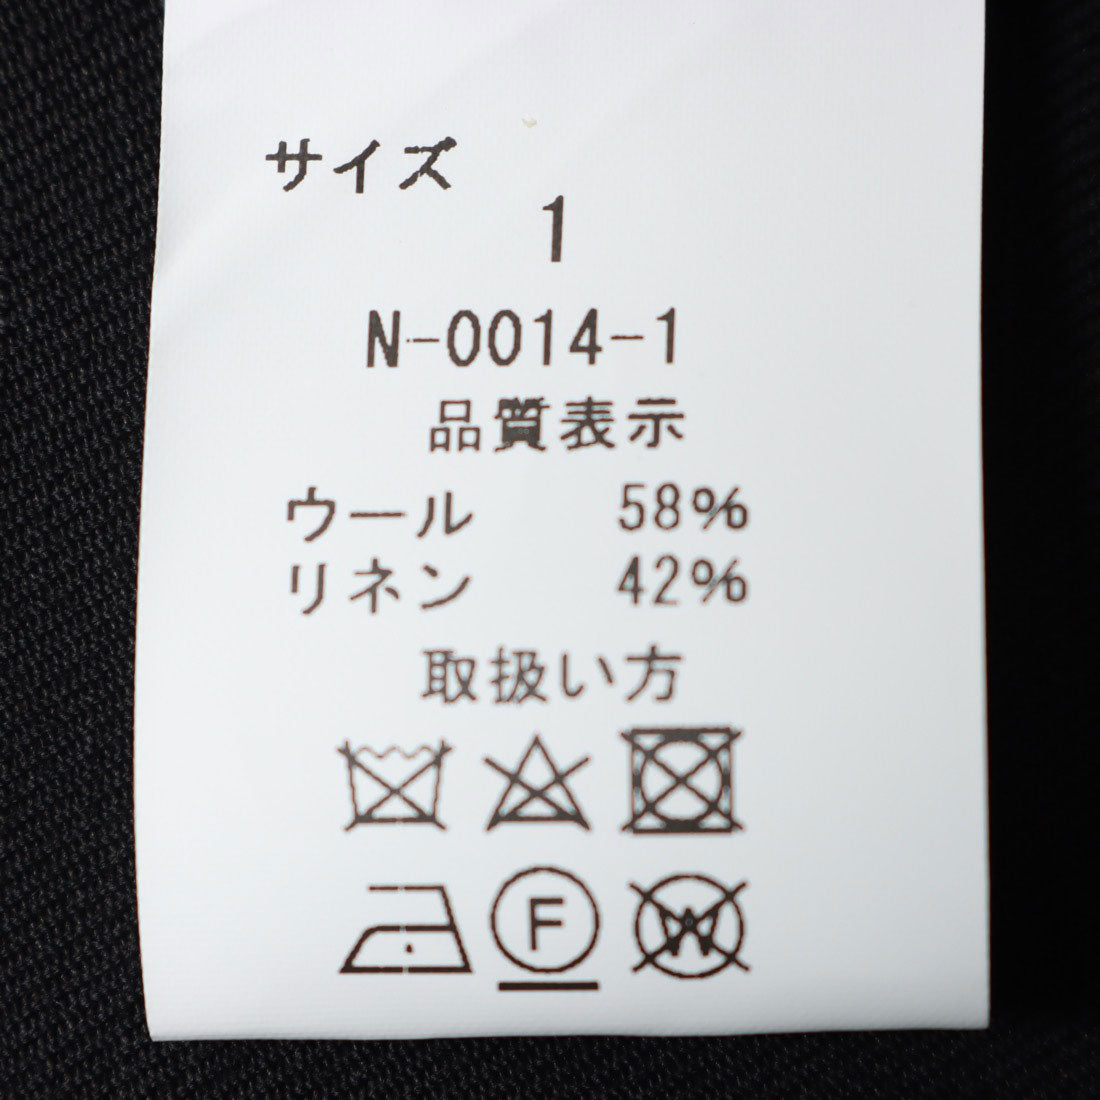 サイズ
1
N-0014-1
品質表示
ウール 58%
リネン 42%
取扱い方
F W